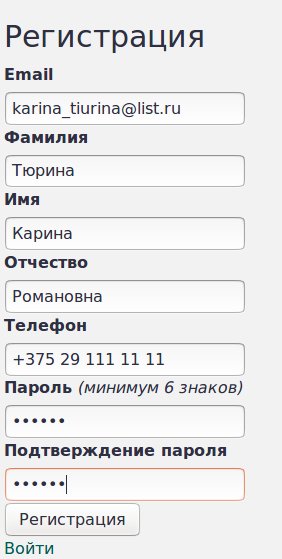 Регистрация
Email
karina_tiurina@list.ru
Фамилия
Тюрина
Имя
Карина
Отчество
Романовна
Телефон
+375 29 111 11 11
Пароль (минимум 6 знаков)
••••••
Подтверждение пароля
••••••
Регистрация
Войти